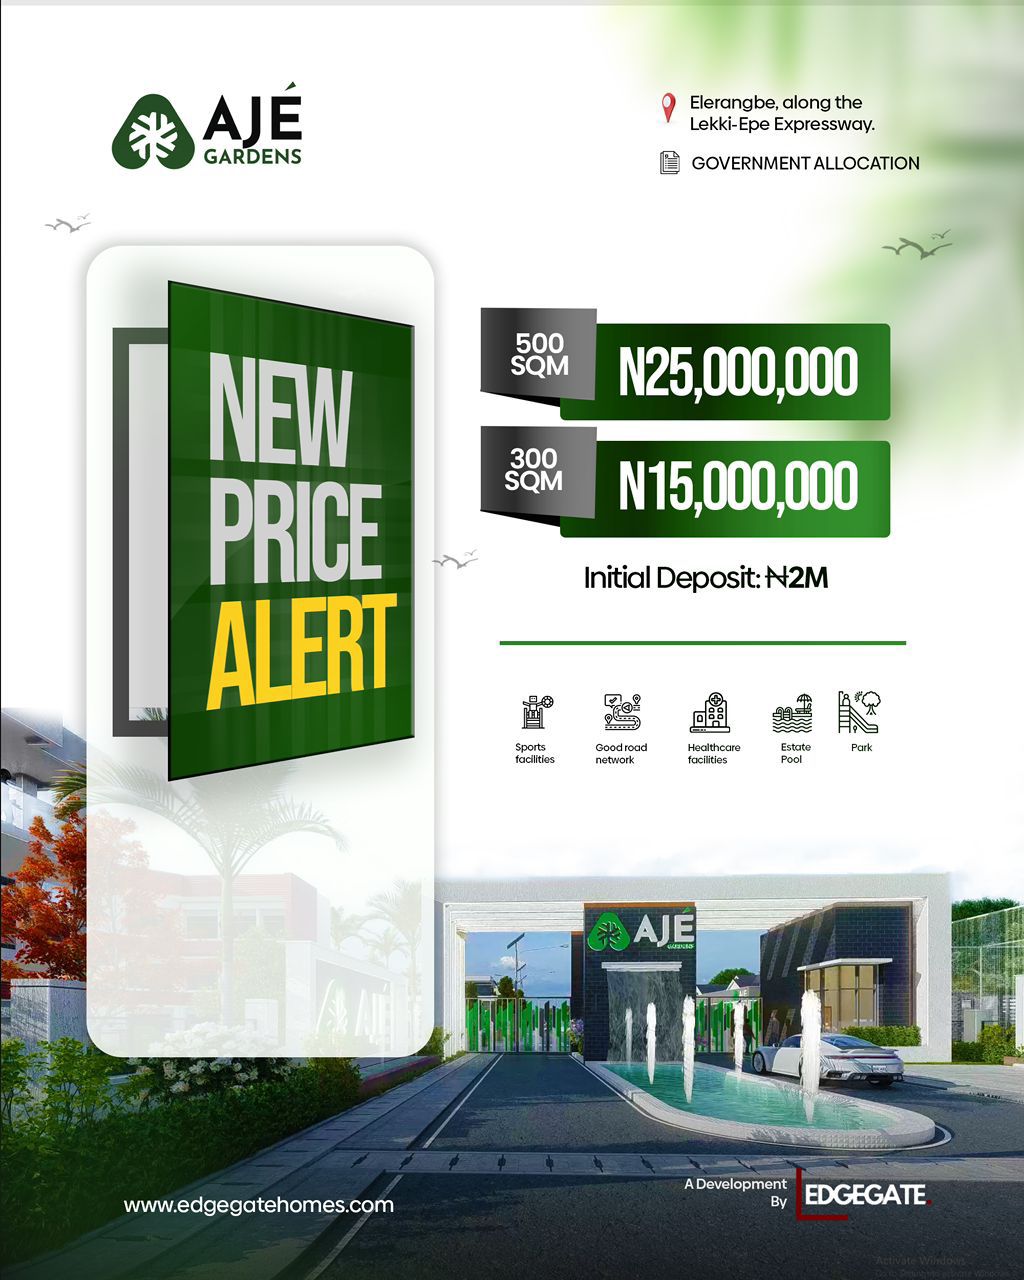 AJÉ
GARDENS
Elerangbe, along the
Lekki-Epe Expressway.
GOVERNMENT ALLOCATION
NEW
PRICE
ALERT
500
SQM
N25,000,000
300
SQM
N15,000,000
Initial Deposit: ₦2M
Sports
facilities
Good road
network
Healthcare
facilities
Estate
Pool
Park
AJÉ
GARDENS
www.edgegatehomes.com
A Development
By
EDGEGATE.
Activate Windows